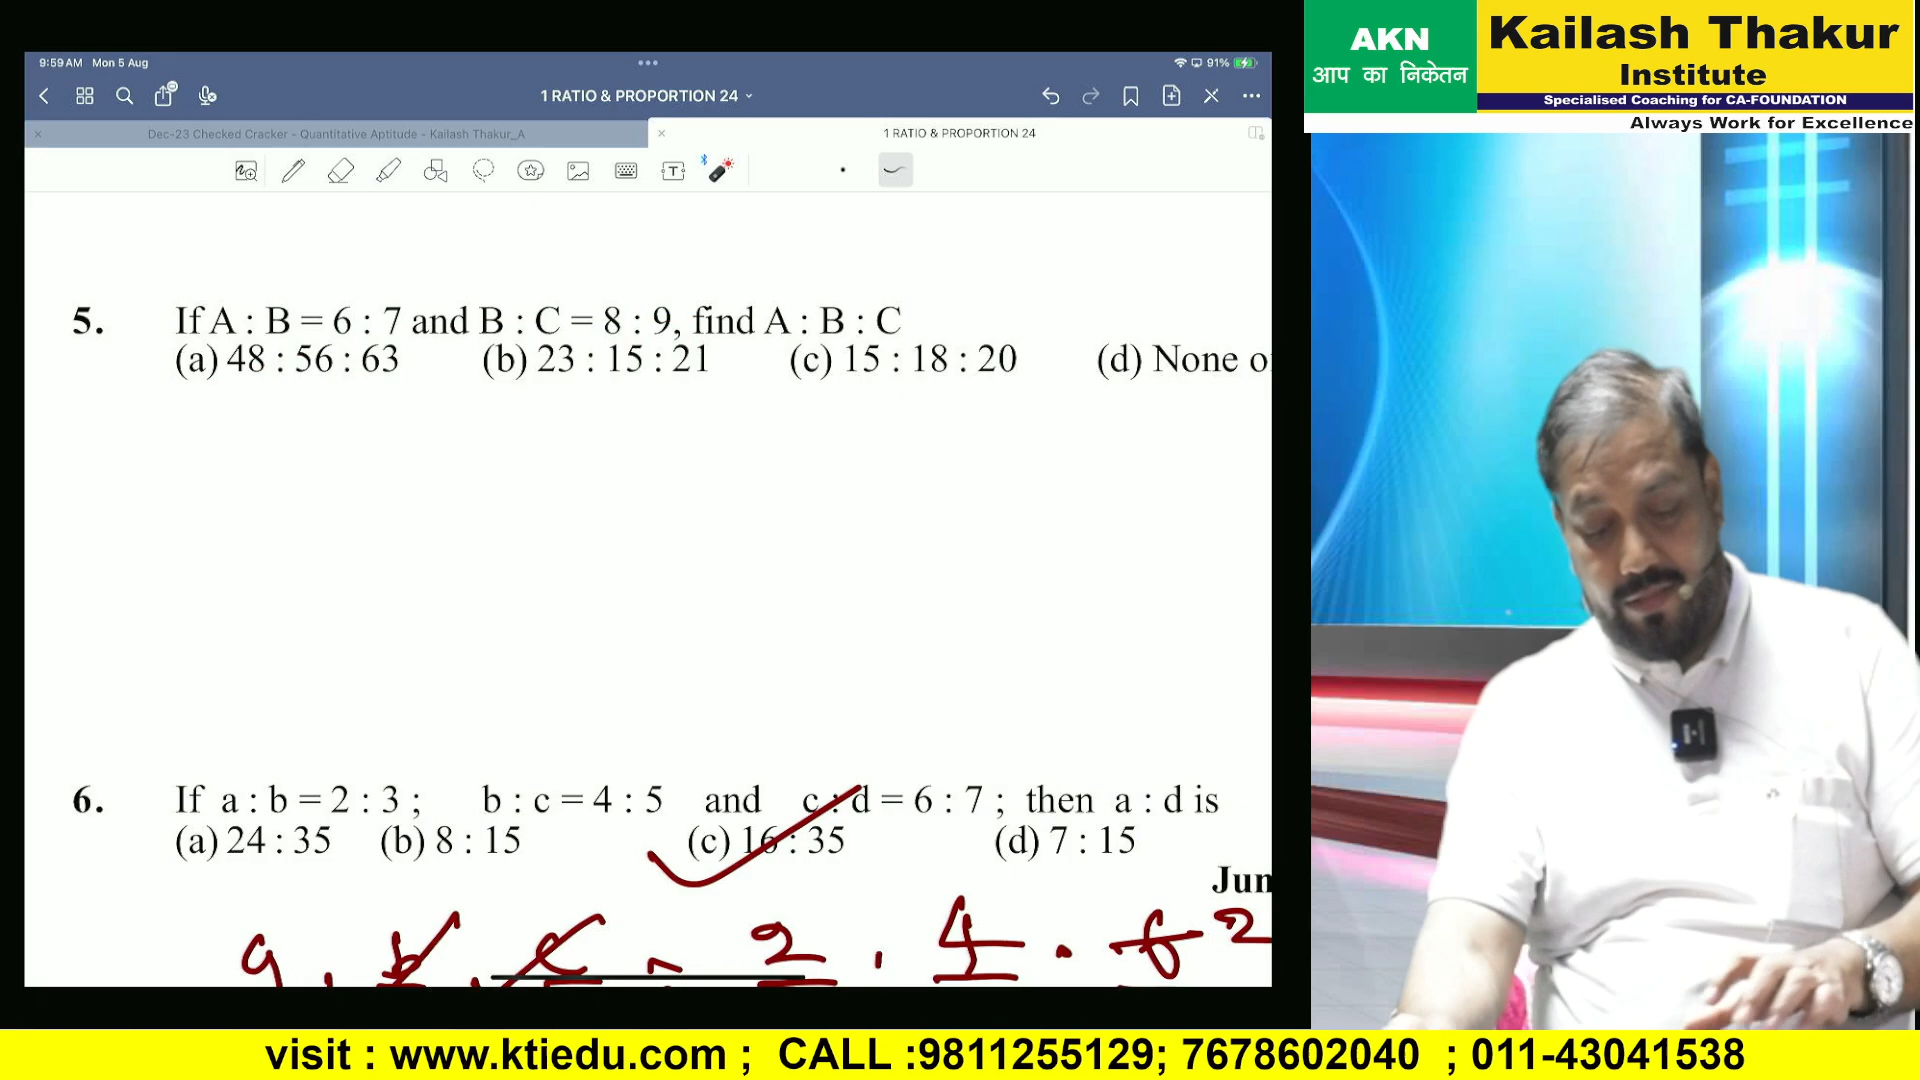 9:59 AM Mon 5 Aug
91%
1 RATIO & PROPORTION 24
Dec-23 Checked Cracker - Quantitative Aptitude - Kailash Thakur_A
1 RATIO & PROPORTION 24
5. If A : B = 6 : 7 and B : C = 8 : 9, find A : B : C
(a) 48 : 56 : 63 (b) 23 : 15 : 21 (c) 15 : 18 : 20 (d) None o
6. If a : b = 2 : 3 ; b : c = 4 : 5 and c : d = 6 : 7 ; then a : d is
(a) 24 : 35 (b) 8 : 15 (c) 16 : 35 (d) 7 : 15
Jun
a . b . c 2 . 4 . 6 2
AKN
आप का निकेतन
Kailash Thakur
Institute
Specialised Coaching for CA-FOUNDATION
Always Work for Excellence
visit : www.ktiedu.com ; CALL :9811255129; 7678602040 ; 011-43041538